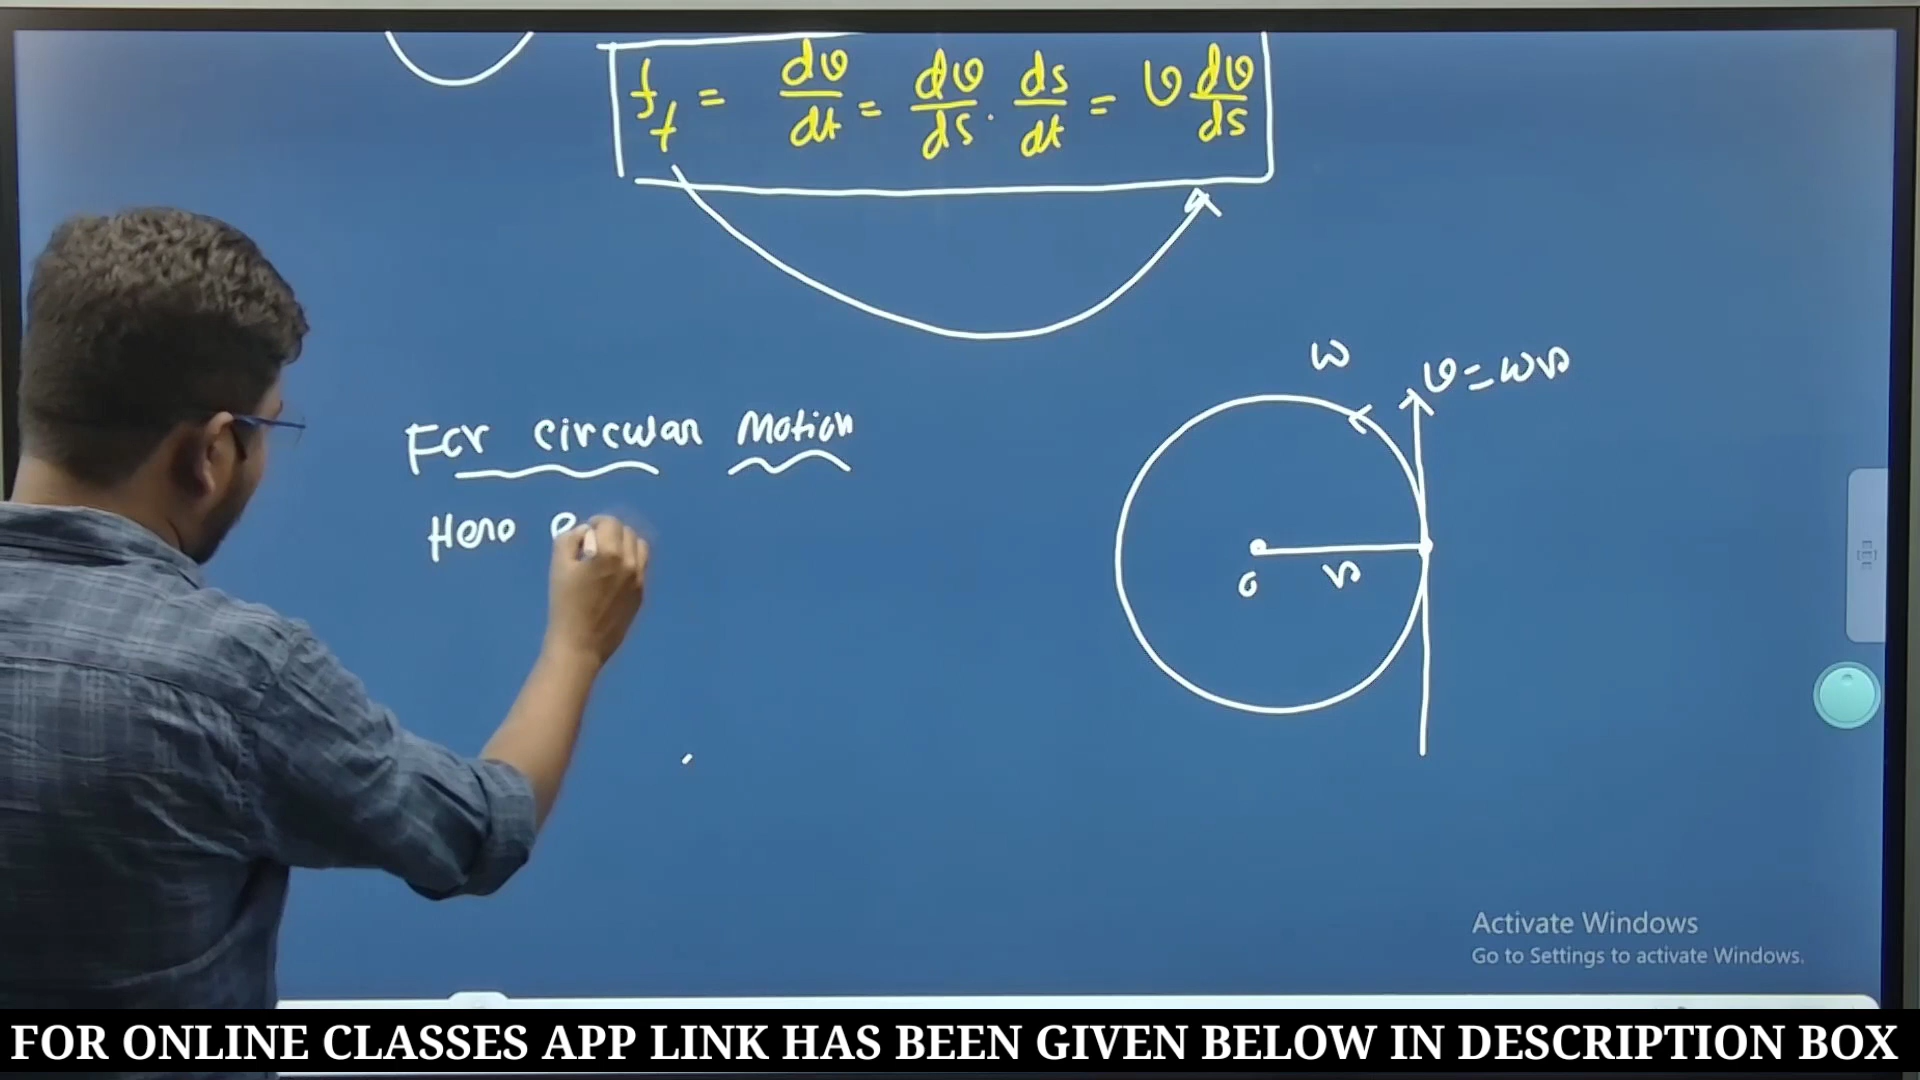 f_t = dv/dt = dv/ds . ds/dt = v dv/ds
ω
v = ωr
For circular Motion
Here
o r
Activate Windows
Go to Settings to activate Windows.
FOR ONLINE CLASSES APP LINK HAS BEEN GIVEN BELOW IN DESCRIPTION BOX